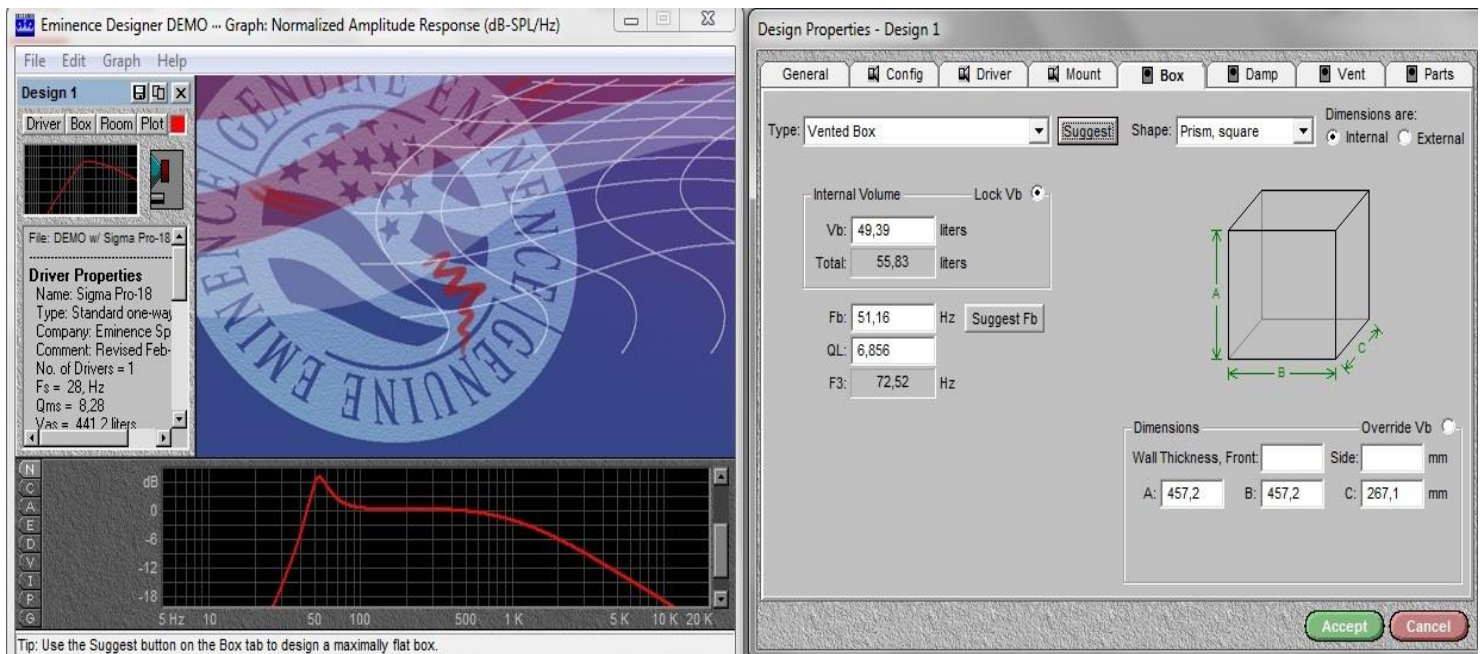 Eminence Designer DEMO -- Graph: Normalized Amplitude Response (dB-SPL/Hz)
File Edit Graph Help
Design 1
Driver Box Room Plot
File: DEMO w/ Sigma Pro-18
Driver Properties
Name: Sigma Pro-18
Type: Standard one-way
Company: Eminence Sp
Comment: Revised Feb-
No. of Drivers = 1
Fs = 28, Hz
Qms = 8,28
Vas = 441,2 liters
GENUINE EMINENCE/GENUINE EMINENCE/
N
C
A
E
D
V
I
P
G
dB
0
-6
-12
-18
5 Hz 10 50 100 500 1 K 5 K 10 K 20 K
Tip: Use the Suggest button on the Box tab to design a maximally flat box.
Design Properties - Design 1
General Config Driver Mount Box Damp Vent Parts
Type: Vented Box Suggest Shape: Prism, square
Dimensions are:
Internal External
Internal Volume Lock Vb
Vb: 49,39 liters
Total: 55,83 liters
Fb: 51,16 Hz Suggest Fb
QL: 6,856
F3: 72,52 Hz
A
B
C
Dimensions Override Vb
Wall Thickness, Front: Side: mm
A: 457,2 B: 457,2 C: 267,1 mm
Accept Cancel